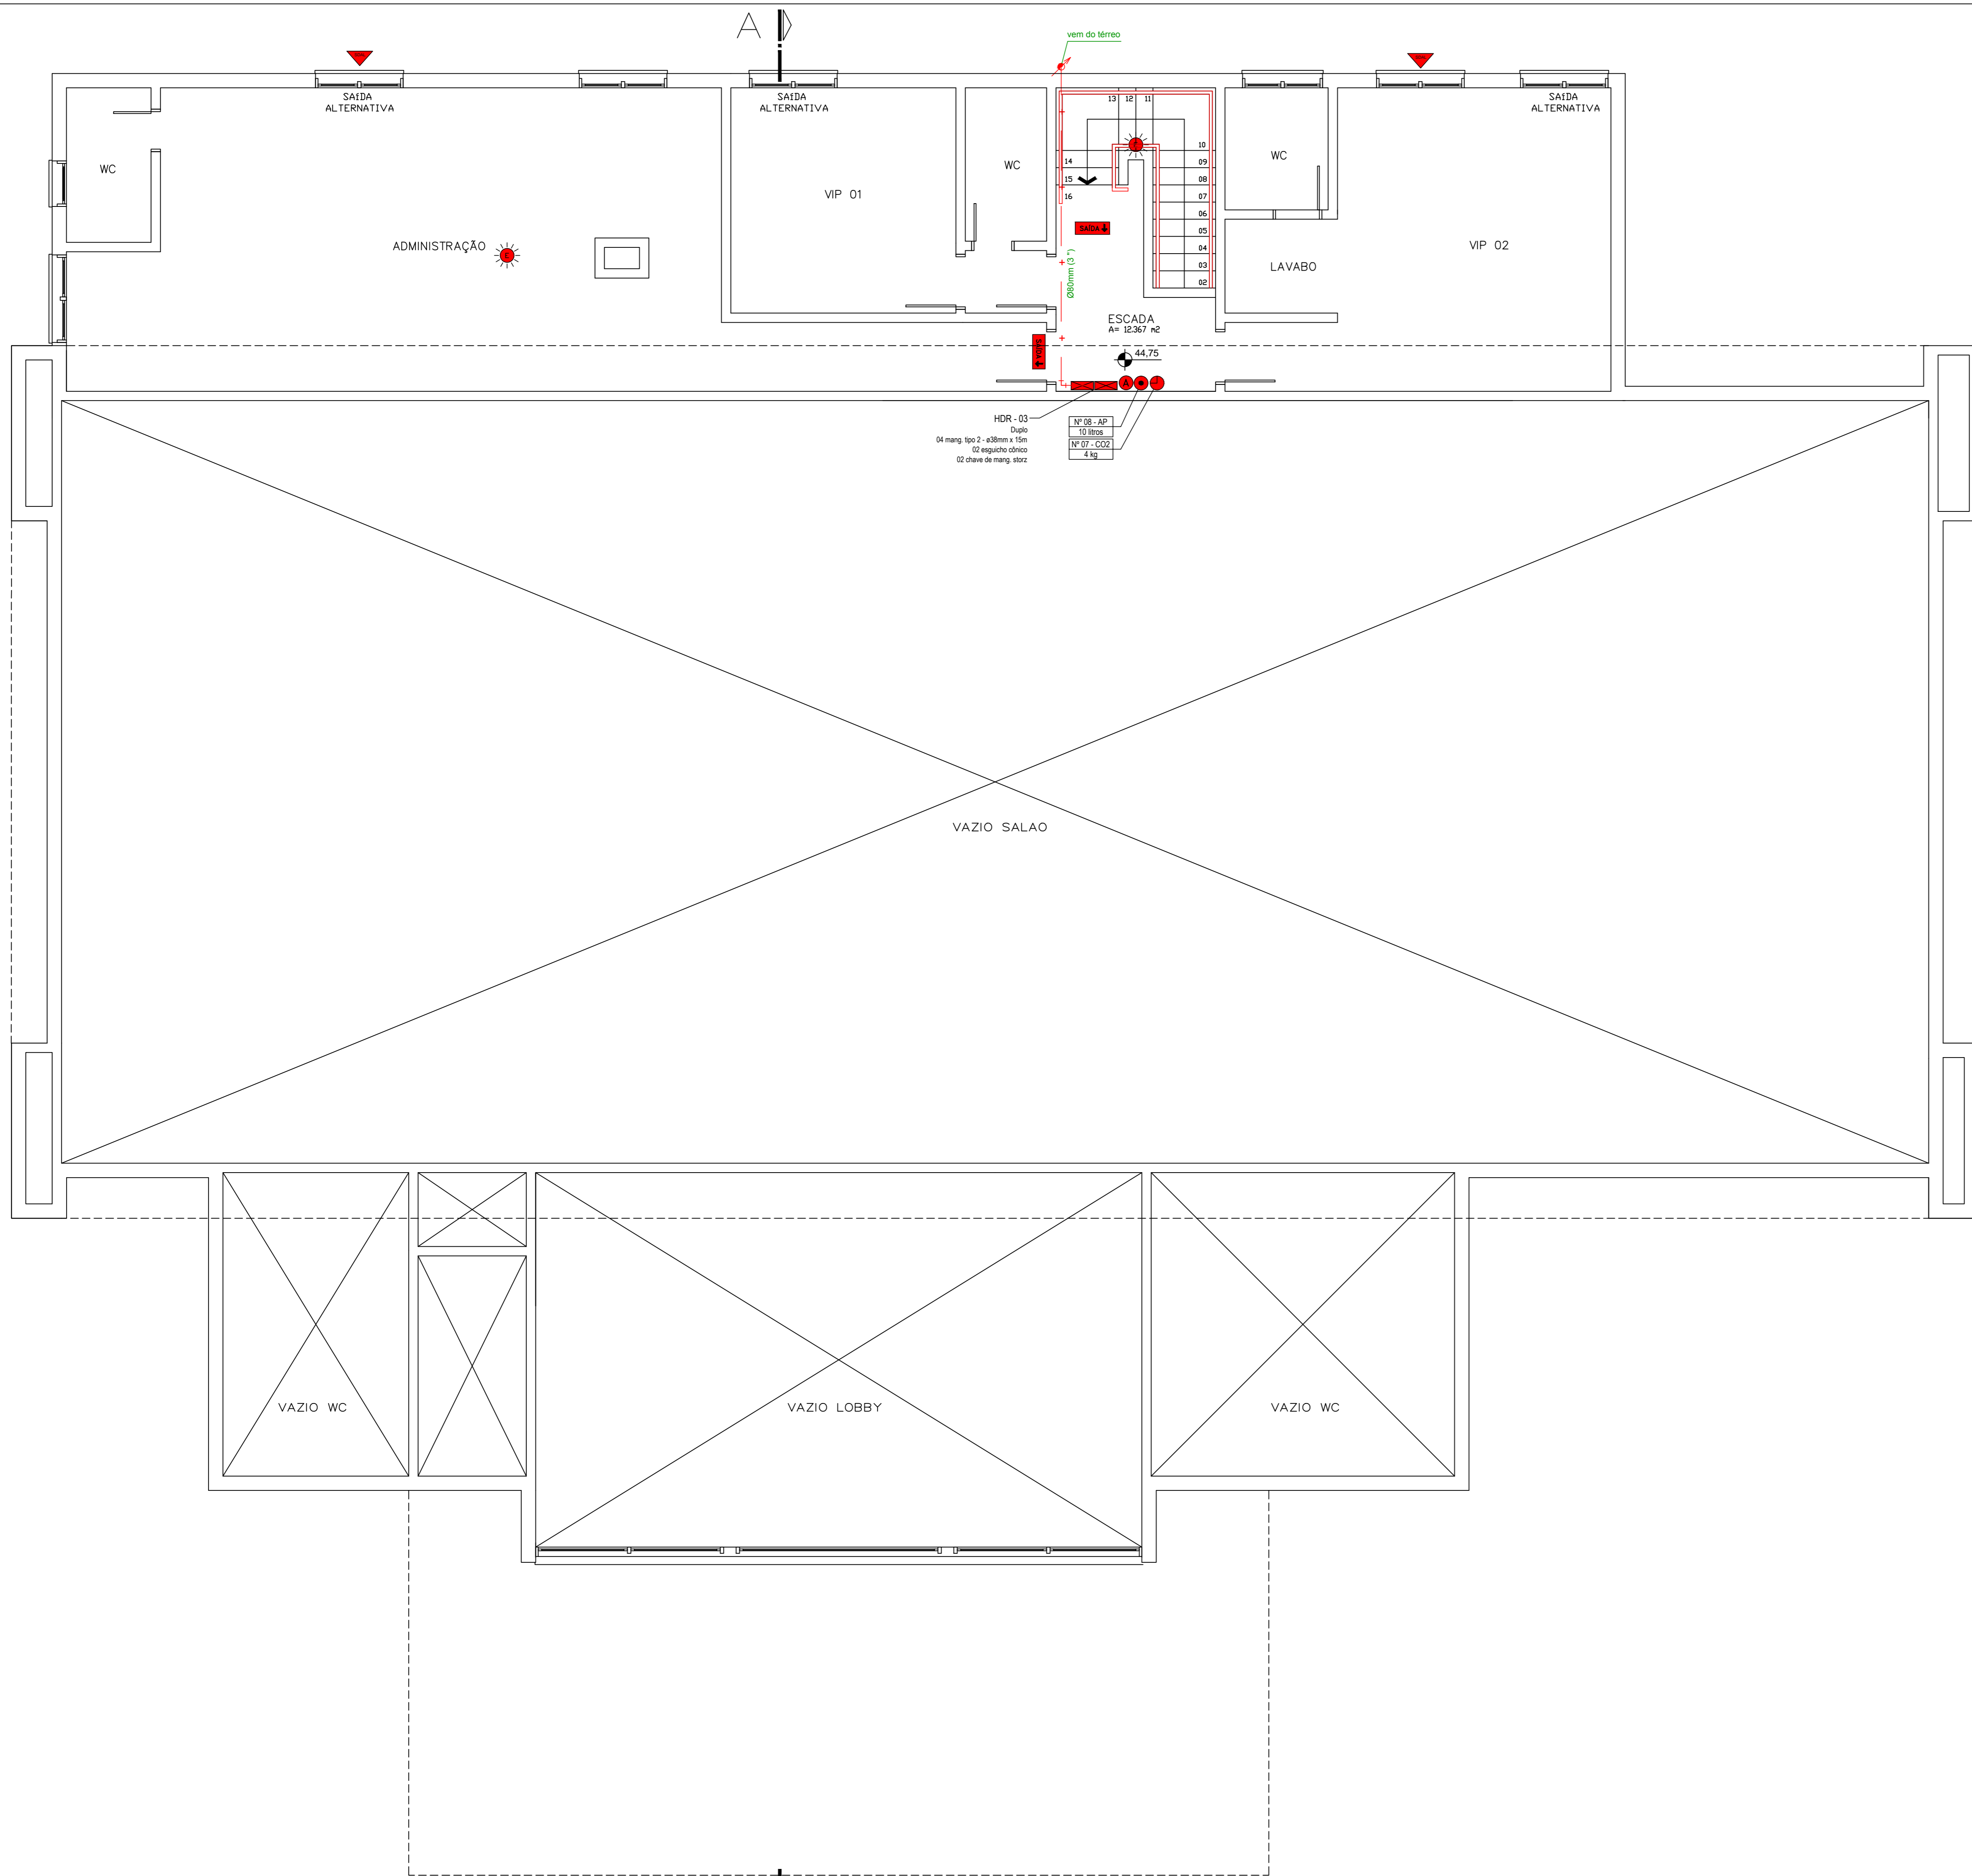 A
vem do térreo
SAíDA
ALTERNATIVA
SAíDA
ALTERNATIVA
SAíDA
ALTERNATIVA
13 12 11
10
09
08
07
06
05
04
03
02
14
15
16
WC
WC
WC
VIP 01
VIP 02
ADMINISTRAÇÃO
SAÍDA
LAVABO
Ø80mm (3 ")
ESCADA
A= 12.367 m2
SAÍDA
44,75
A
HDR - 03
Duplo
04 mang. tipo 2 - ø38mm x 15m
02 esguicho cônico
02 chave de mang. storz
Nº 08 - AP
10 litros
Nº 07 - CO2
4 kg
VAZIO SALAO
VAZIO WC
VAZIO LOBBY
VAZIO WC